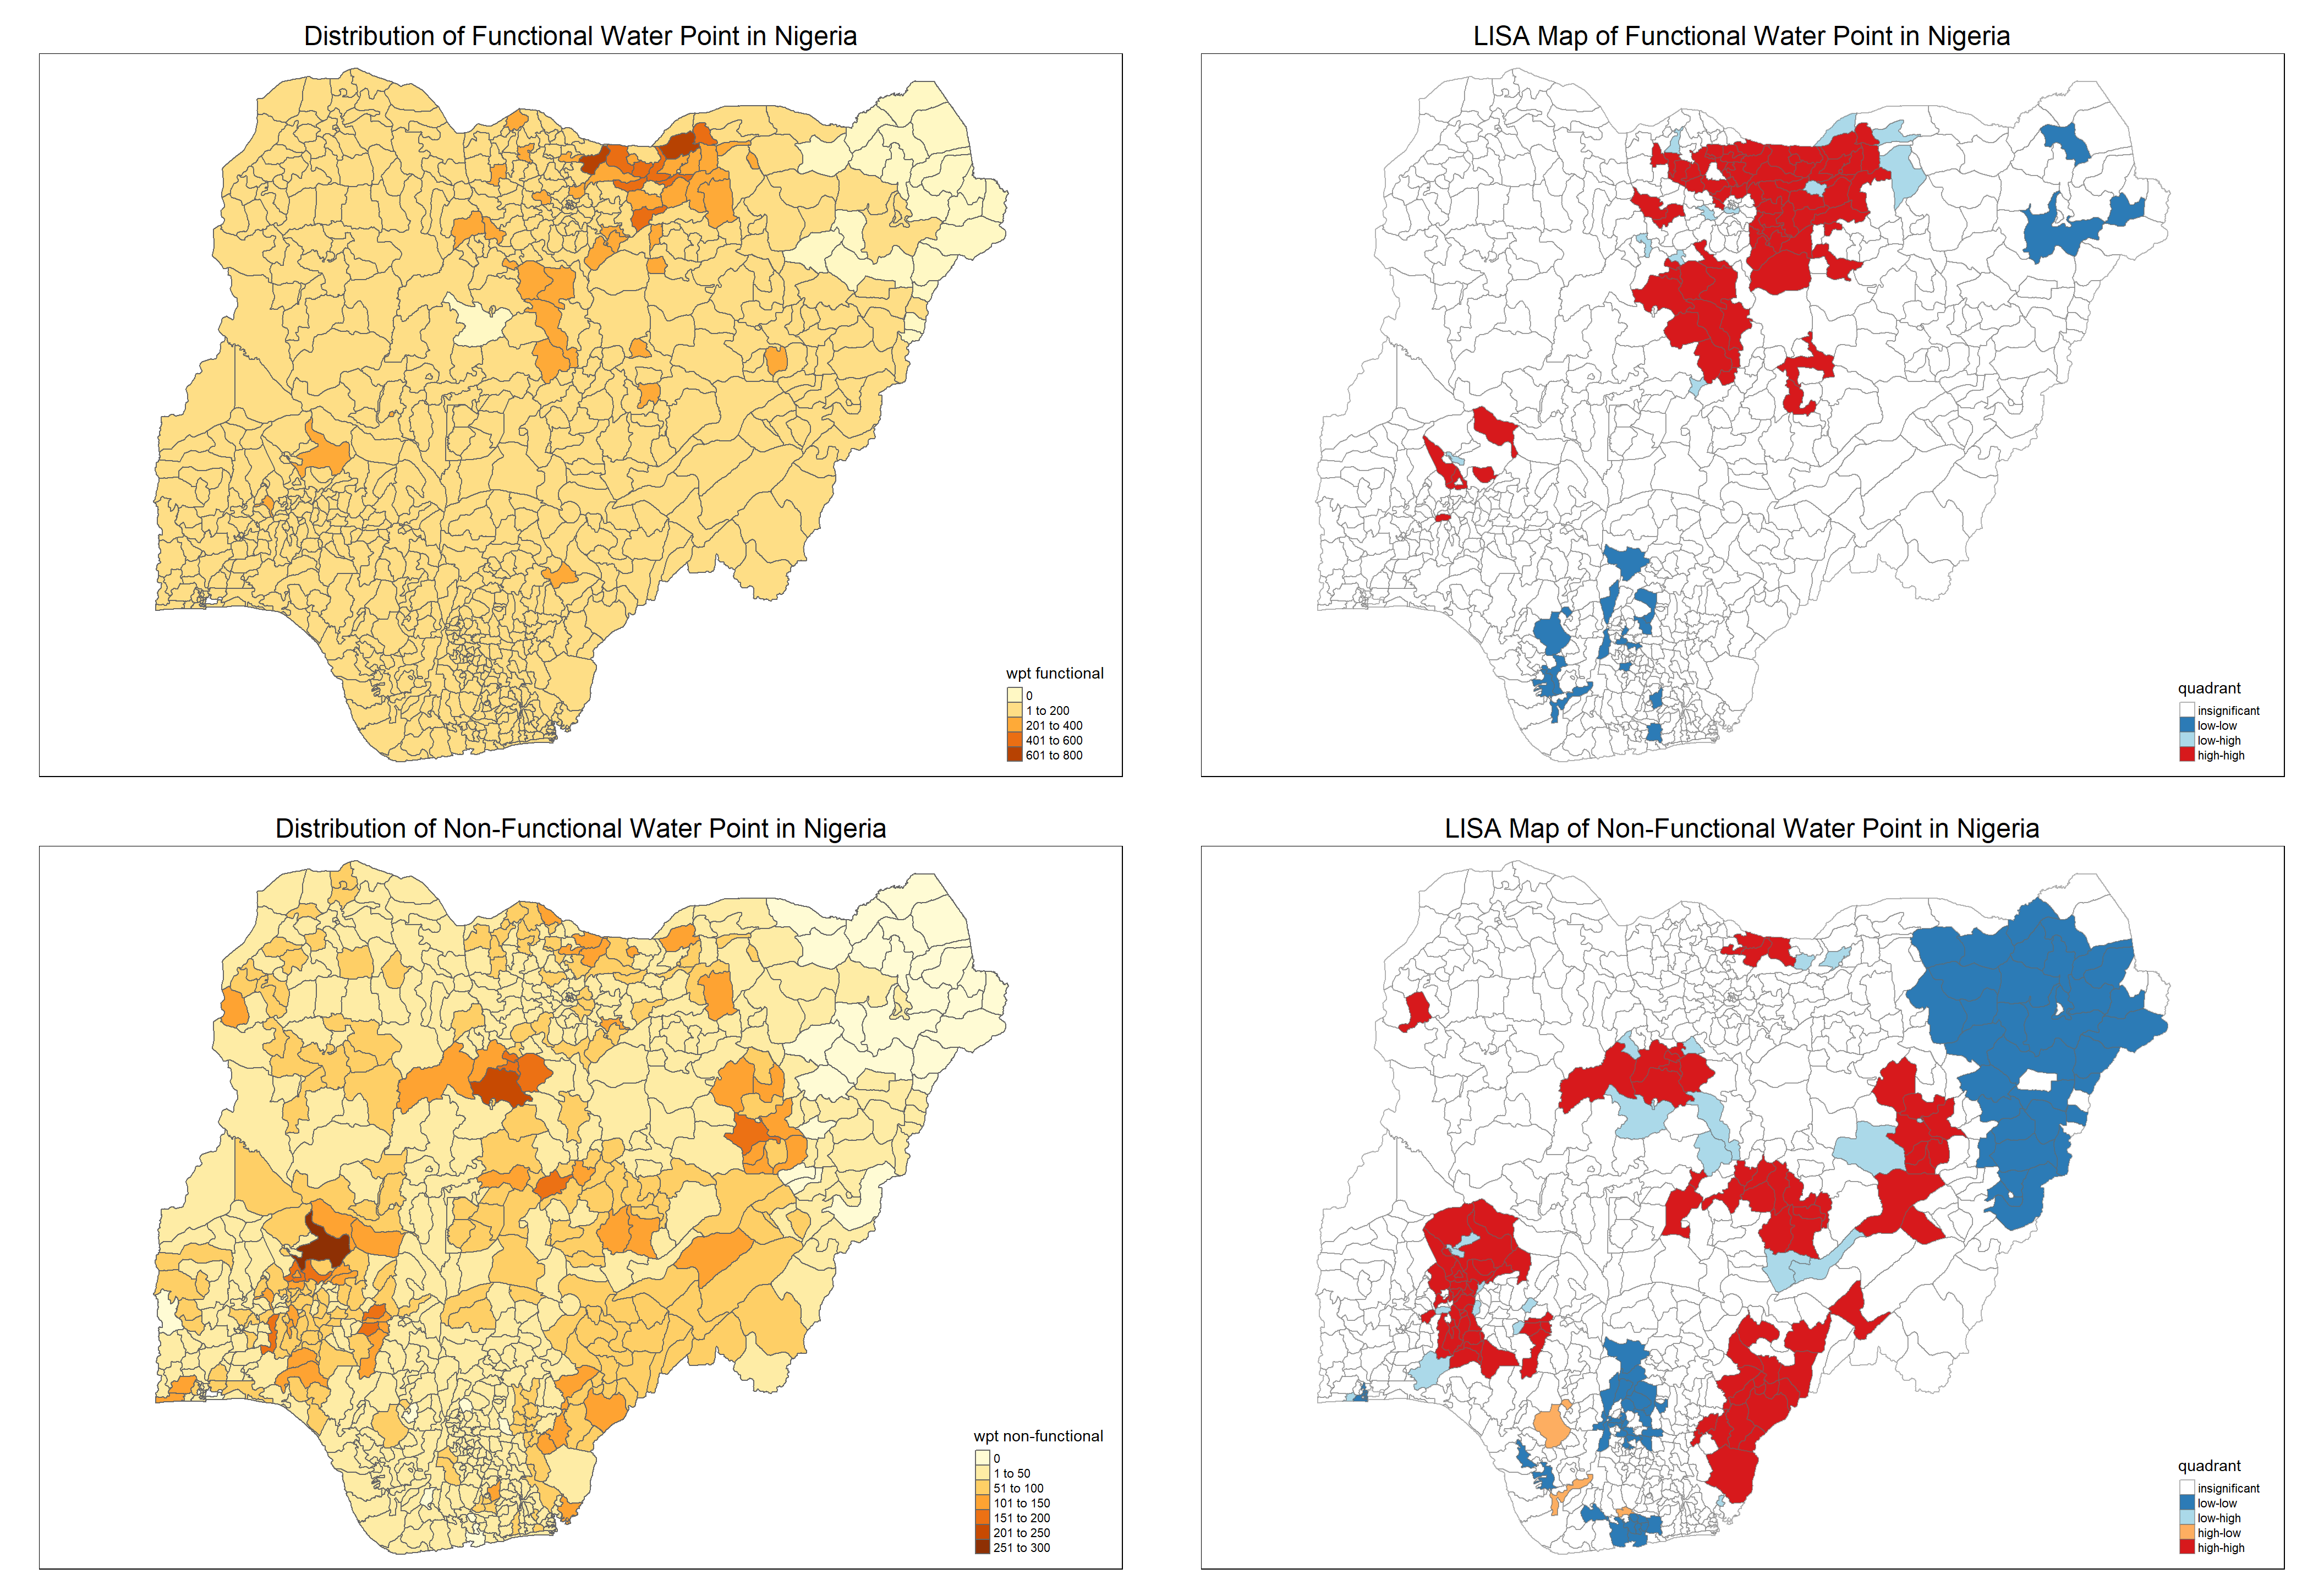 Distribution of Functional Water Point in Nigeria
wpt functional
0
1 to 200
201 to 400
401 to 600
601 to 800
LISA Map of Functional Water Point in Nigeria
quadrant
insignificant
low-low
low-high
high-high
Distribution of Non-Functional Water Point in Nigeria
wpt non-functional
0
1 to 50
51 to 100
101 to 150
151 to 200
201 to 250
251 to 300
LISA Map of Non-Functional Water Point in Nigeria
quadrant
insignificant
low-low
low-high
high-low
high-high